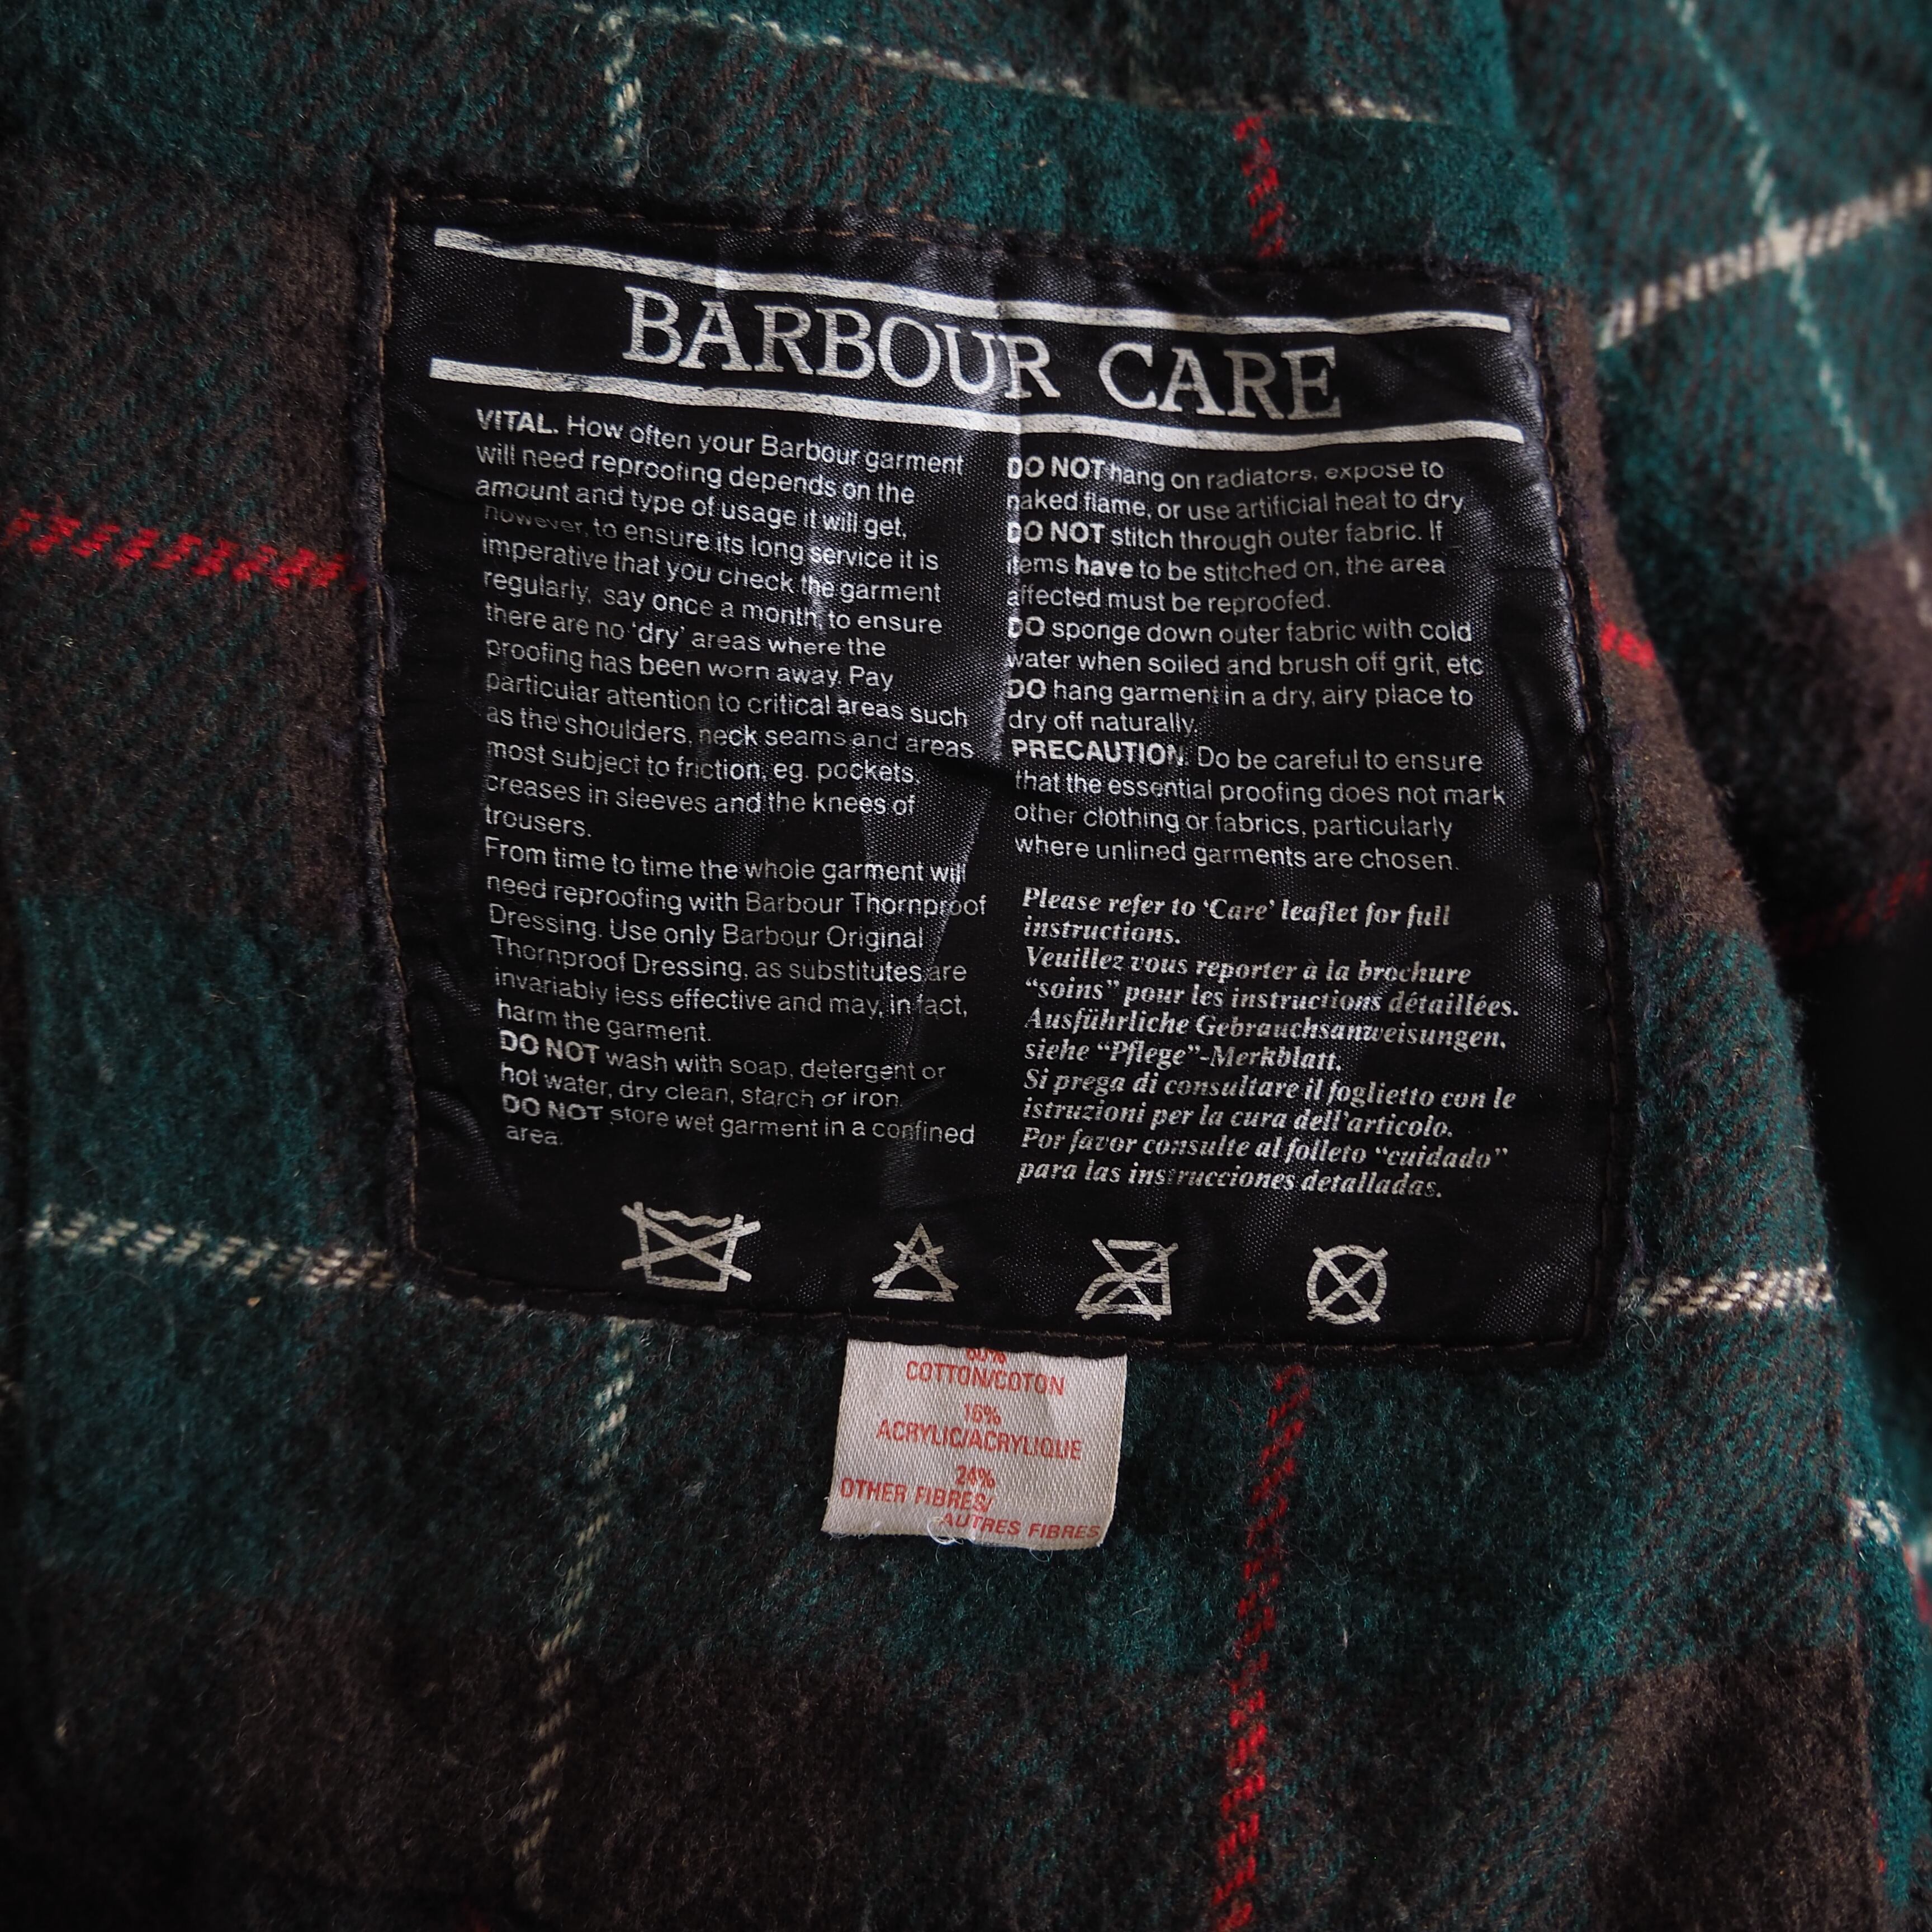 BARBOUR CARE
VITAL. How often your Barbour garment
will need reproofing depends on the
amount and type of usage it will get,
however, to ensure its long service it is
imperative that you check the garment
regularly, say once a month, to ensure
there are no 'dry' areas where the
proofing has been worn away. Pay
particular attention to critical areas such
as the shoulders, neck seams and areas
most subject to friction, eg. pockets,
creases in sleeves and the knees of
trousers.
From time to time the whole garment will
need reproofing with Barbour Thornproof
Dressing. Use only Barbour Original
Thornproof Dressing, as substitutes are
invariably less effective and may, in fact,
harm the garment.
DO NOT wash with soap, detergent or
hot water, dry clean, starch or iron.
DO NOT store wet garment in a confined
area.
DO NOT hang on radiators, expose to
naked flame, or use artificial heat to dry
DO NOT stitch through outer fabric. If
items have to be stitched on, the area
affected must be reproofed.
DO sponge down outer fabric with cold
water when soiled and brush off grit, etc
DO hang garment in a dry, airy place to
dry off naturally.
PRECAUTION. Do be careful to ensure
that the essential proofing does not mark
other clothing or fabrics, particularly
where unlined garments are chosen.
Please refer to 'Care' leaflet for full
instructions.
Veuillez vous reporter à la brochure
"soins" pour les instructions détaillées.
Ausführliche Gebrauchsanweisungen,
siehe "Pflege"-Merkblatt.
Si prega di consultare il foglietto con le
istruzioni per la cura dell'articolo.
Por favor consulte al folleto "cuidado"
para las instrucciones detalladas.
COTTON/COTON
16%
ACRYLIC/ACRYLIQUE
24%
OTHER FIBRES/
AUTRES FIBRES